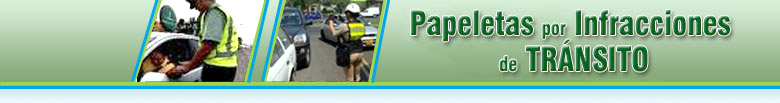 Papeletas por Infracciones
de TRÁNSITO